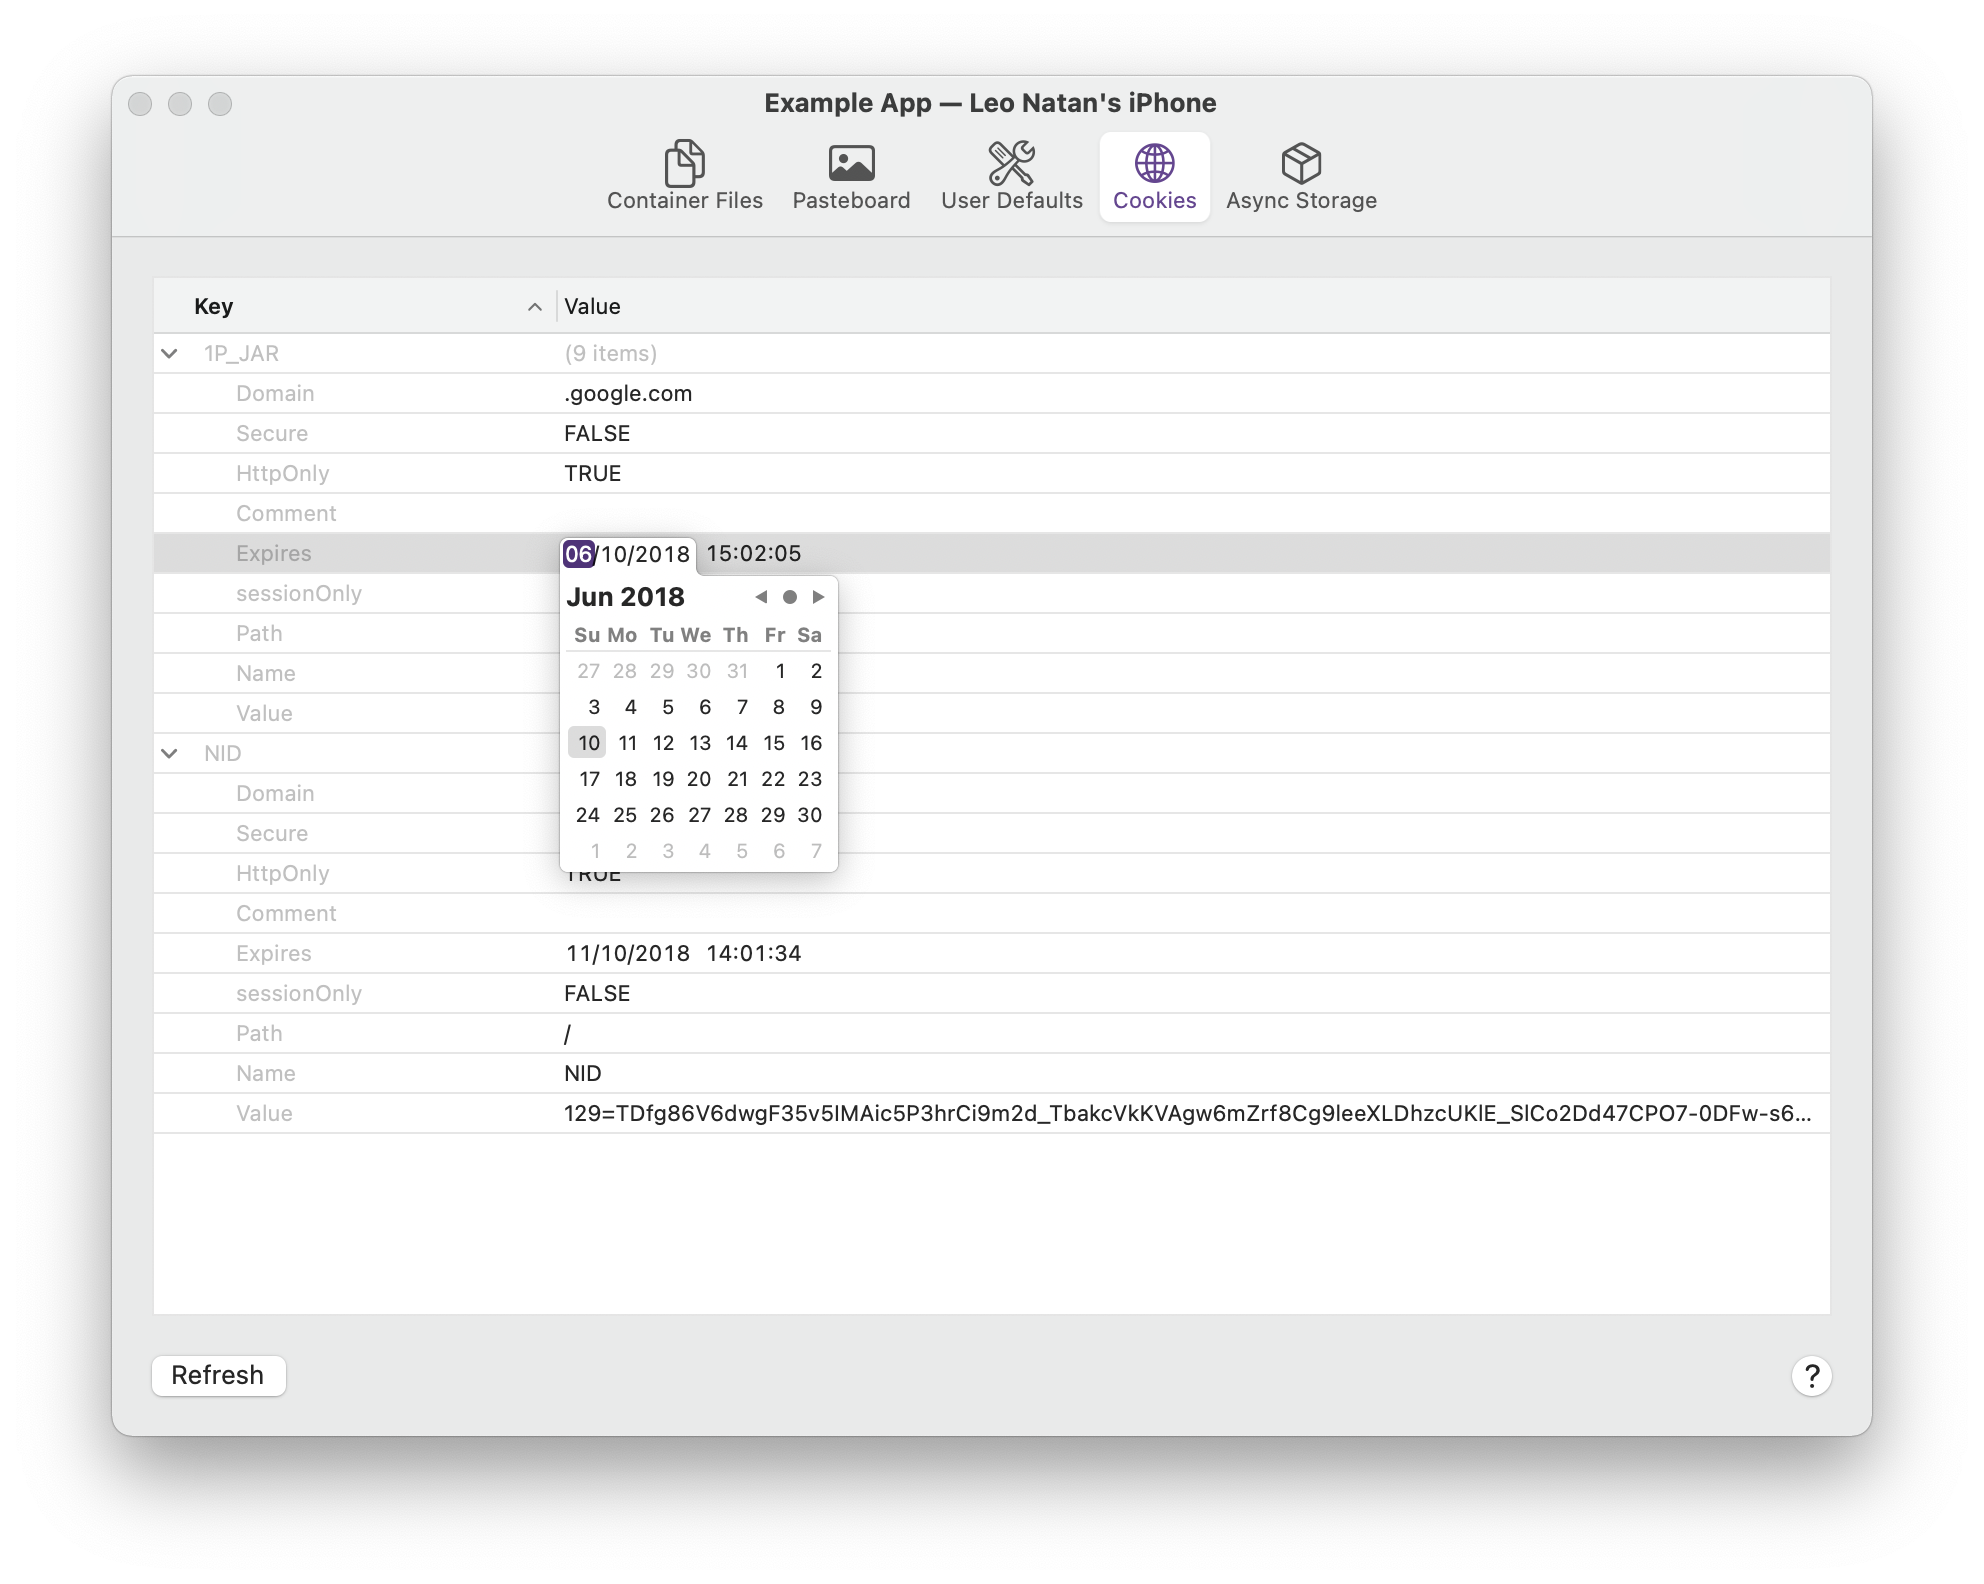 Example App — Leo Natan's iPhone
Container Files Pasteboard User Defaults Cookies Async Storage
Key Value
1P_JAR (9 items)
Domain .google.com
Secure FALSE
HttpOnly TRUE
Comment
Expires 06/10/2018 15:02:05
sessionOnly
Path
Name
Value
Jun 2018
Su Mo Tu We Th Fr Sa
27 28 29 30 31 1 2
3 4 5 6 7 8 9
10 11 12 13 14 15 16
17 18 19 20 21 22 23
24 25 26 27 28 29 30
1 2 3 4 5 6 7
NID
Domain
Secure
HttpOnly TRUE
Comment
Expires 11/10/2018 14:01:34
sessionOnly FALSE
Path /
Name NID
Value 129=TDfg86V6dwgF35v5IMAic5P3hrCi9m2d_TbakcVkKVAgw6mZrf8Cg9leeXLDhzcUKlE_SlCo2Dd47CPO7-0DFw-s6...
Refresh ?